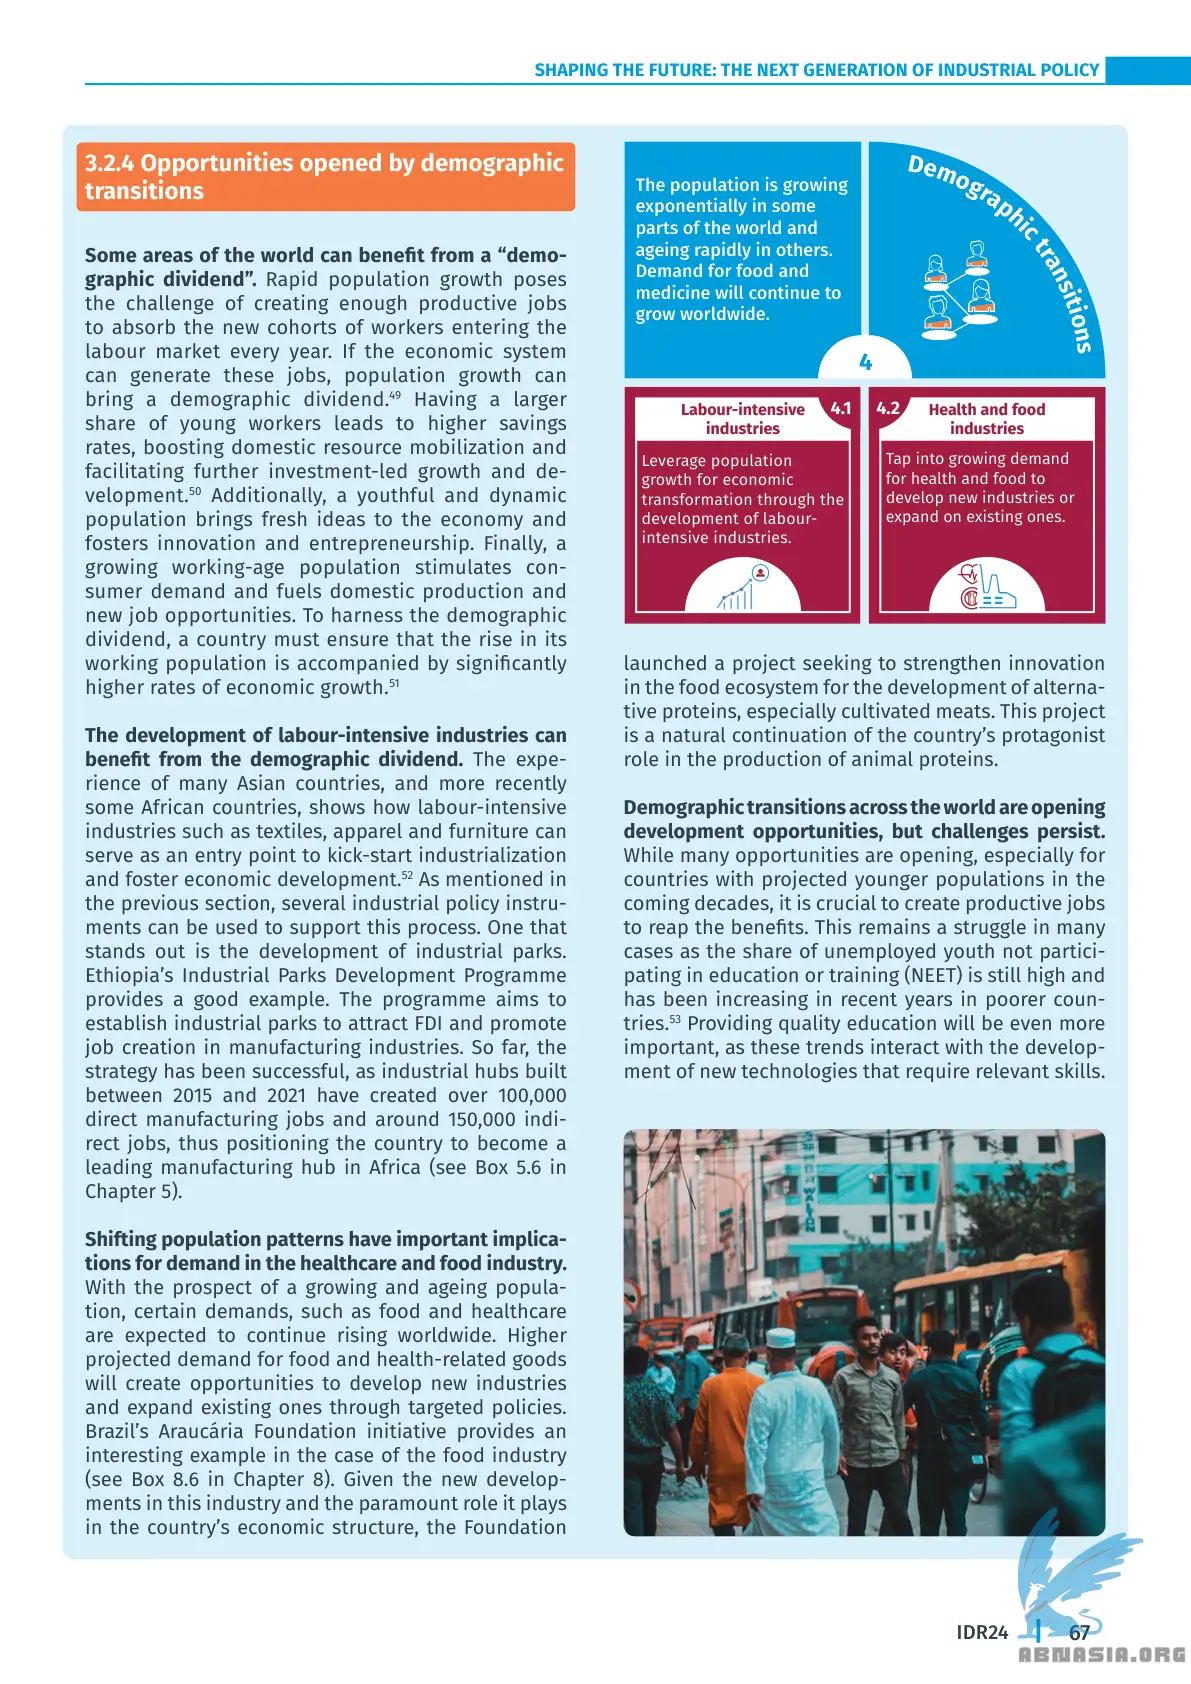 SHAPING THE FUTURE: THE NEXT GENERATION OF INDUSTRIAL POLICY
3.2.4 Opportunities opened by demographic
transitions
Some areas of the world can benefit from a “demo-
graphic dividend”. Rapid population growth poses
the challenge of creating enough productive jobs
to absorb the new cohorts of workers entering the
labour market every year. If the economic system
can generate these jobs, population growth can
bring a demographic dividend.49 Having a larger
share of young workers leads to higher savings
rates, boosting domestic resource mobilization and
facilitating further investment-led growth and de-
velopment.50 Additionally, a youthful and dynamic
population brings fresh ideas to the economy and
fosters innovation and entrepreneurship. Finally, a
growing working-age population stimulates con-
sumer demand and fuels domestic production and
new job opportunities. To harness the demographic
dividend, a country must ensure that the rise in its
working population is accompanied by significantly
higher rates of economic growth.51
The development of labour-intensive industries can
benefit from the demographic dividend. The expe-
rience of many Asian countries, and more recently
some African countries, shows how labour-intensive
industries such as textiles, apparel and furniture can
serve as an entry point to kick-start industrialization
and foster economic development.52 As mentioned in
the previous section, several industrial policy instru-
ments can be used to support this process. One that
stands out is the development of industrial parks.
Ethiopia’s Industrial Parks Development Programme
provides a good example. The programme aims to
establish industrial parks to attract FDI and promote
job creation in manufacturing industries. So far, the
strategy has been successful, as industrial hubs built
between 2015 and 2021 have created over 100,000
direct manufacturing jobs and around 150,000 indi-
rect jobs, thus positioning the country to become a
leading manufacturing hub in Africa (see Box 5.6 in
Chapter 5).
Shifting population patterns have important implica-
tions for demand in the healthcare and food industry.
With the prospect of a growing and ageing popula-
tion, certain demands, such as food and healthcare
are expected to continue rising worldwide. Higher
projected demand for food and health-related goods
will create opportunities to develop new industries
and expand existing ones through targeted policies.
Brazil’s Araucária Foundation initiative provides an
interesting example in the case of the food industry
(see Box 8.6 in Chapter 8). Given the new develop-
ments in this industry and the paramount role it plays
in the country’s economic structure, the Foundation
The population is growing
exponentially in some
parts of the world and
ageing rapidly in others.
Demand for food and
medicine will continue to
grow worldwide.
Demographic transitions
4
Labour-intensive
industries
4.1
Leverage population
growth for economic
transformation through the
development of labour-
intensive industries.
4.2
Health and food
industries
Tap into growing demand
for health and food to
develop new industries or
expand on existing ones.
launched a project seeking to strengthen innovation
in the food ecosystem for the development of alterna-
tive proteins, especially cultivated meats. This project
is a natural continuation of the country’s protagonist
role in the production of animal proteins.
Demographic transitions across the world are opening
development opportunities, but challenges persist.
While many opportunities are opening, especially for
countries with projected younger populations in the
coming decades, it is crucial to create productive jobs
to reap the benefits. This remains a struggle in many
cases as the share of unemployed youth not partici-
pating in education or training (NEET) is still high and
has been increasing in recent years in poorer coun-
tries.53 Providing quality education will be even more
important, as these trends interact with the develop-
ment of new technologies that require relevant skills.
IDR24
67
ABNASIA.ORG